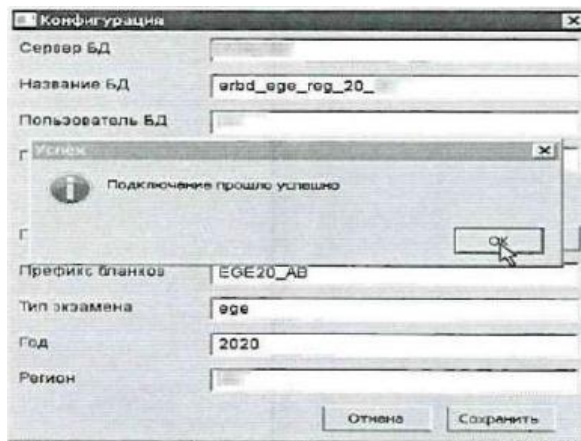 Конфигурация
Сервер БД
Название БД
erbd_ege_reg_20_
Пользователь БД
Успех
Подключение прошло успешно
OK
Префикс бланков
EGE20_AB
Тип экзамена
ege
Год
2020
Регион
Отмена
Сохранить